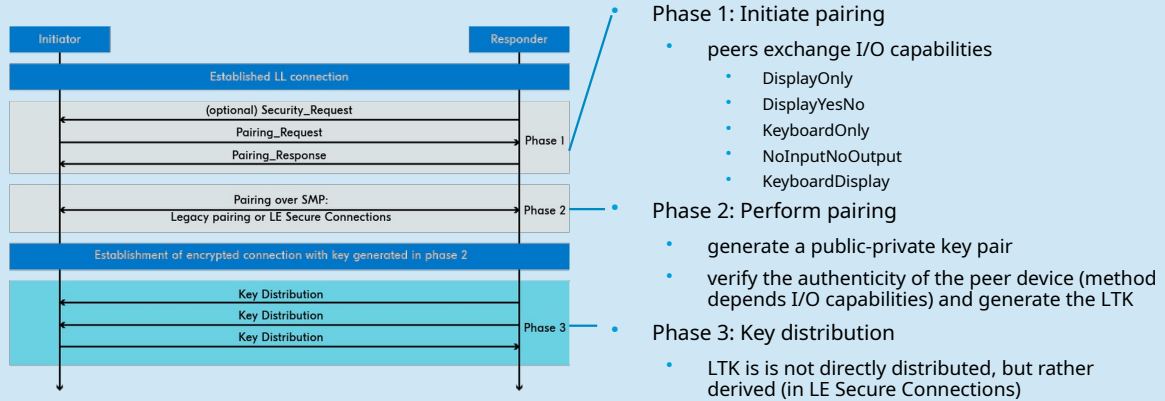 Initiator
Responder
Established LL connection
(optional) Security_Request
Pairing_Request
Pairing_Response
Phase 1
Pairing over SMP:
Legacy pairing or LE Secure Connections
Phase 2
Establishment of encrypted connection with key generated in phase 2
Key Distribution
Key Distribution
Key Distribution
Phase 3
• Phase 1: Initiate pairing
• peers exchange I/O capabilities
• DisplayOnly
• DisplayYesNo
• KeyboardOnly
• NoInputNoOutput
• KeyboardDisplay
• Phase 2: Perform pairing
• generate a public-private key pair
• verify the authenticity of the peer device (method
depends I/O capabilities) and generate the LTK
• Phase 3: Key distribution
• LTK is is not directly distributed, but rather
derived (in LE Secure Connections)